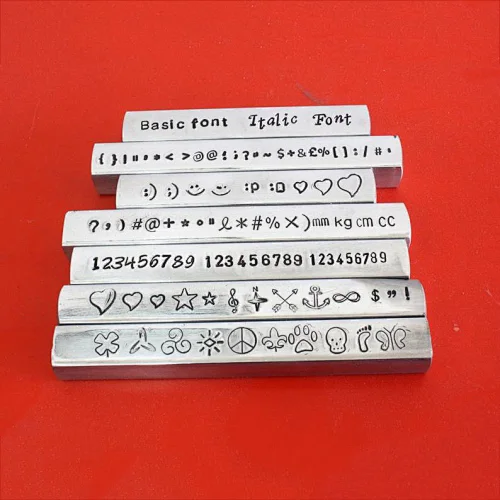 Basic font Italic Font
{ } | " " * < > @ @ ! ; ? = ~ $ + & £ % [ ] : / # •
:) ;) :p :D
? , ) # @ + * ° " & * # % X ) mm kg cm CC
123456789 123456789 123456789
N $ " !